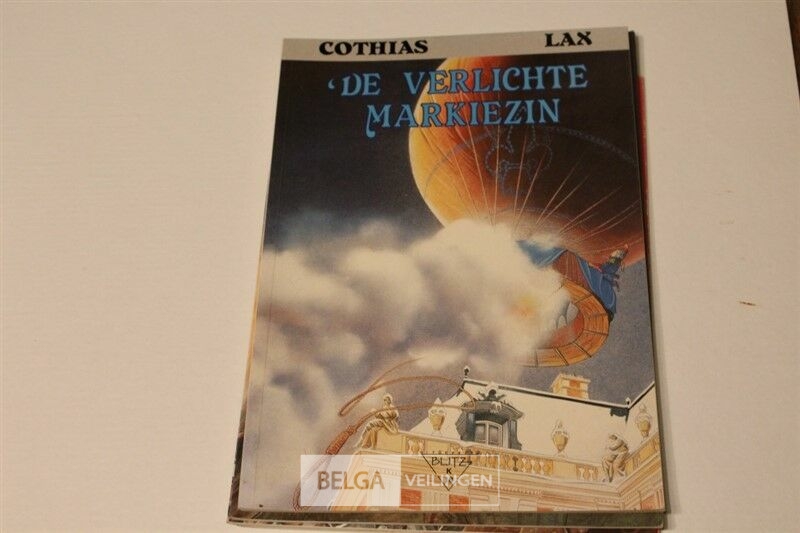 COTHIAS LAX
'DE VERLICHTE
MARKIEZIN
BLITZ
K
BELGA VEILINGEN